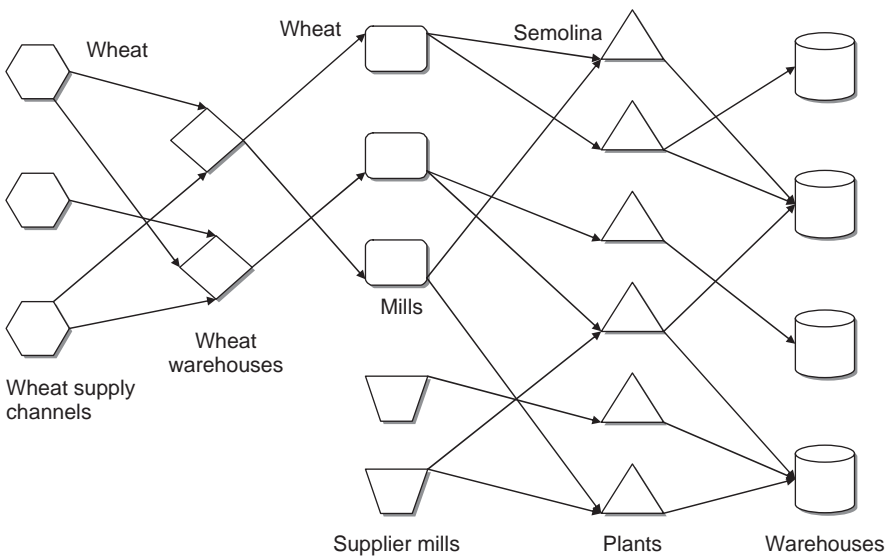 Wheat
Wheat
Semolina
Mills
Wheat
warehouses
Wheat supply
channels
Supplier mills
Plants
Warehouses